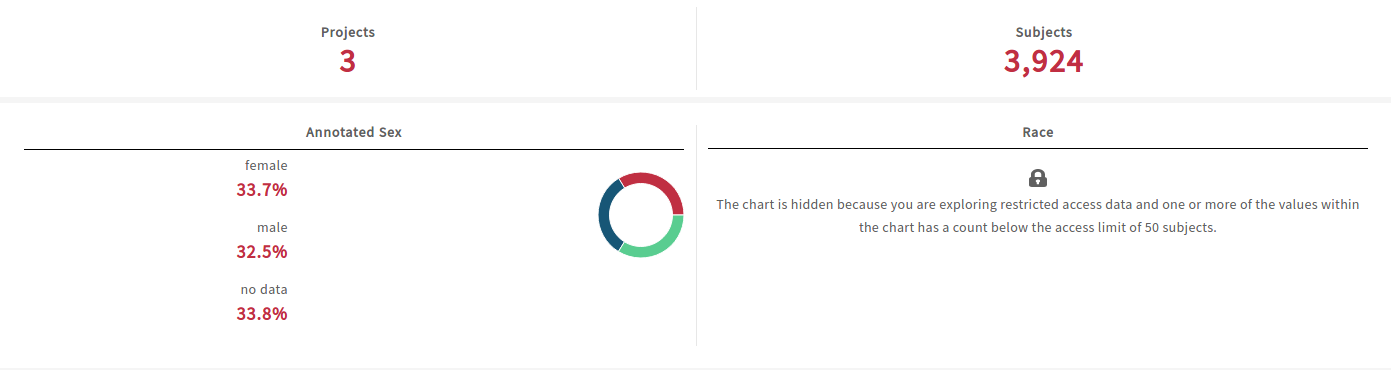 Projects
3
Subjects
3,924
Annotated Sex
female
33.7%
male
32.5%
no data
33.8%
Race
The chart is hidden because you are exploring restricted access data and one or more of the values within
the chart has a count below the access limit of 50 subjects.